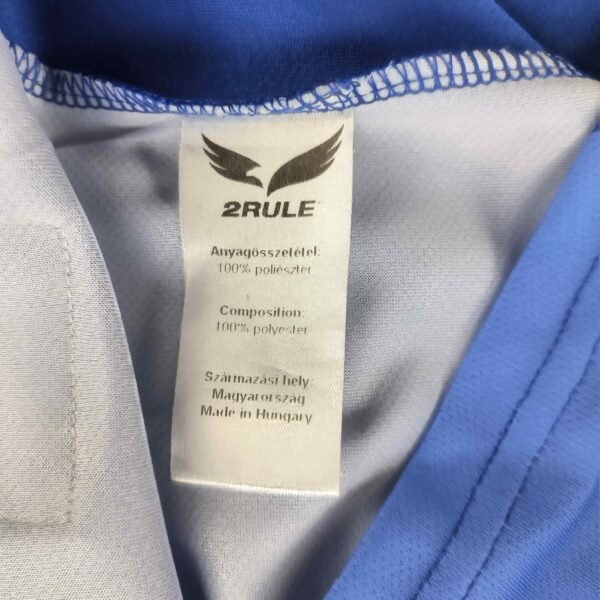 2RULE
Anyagösszetétel:
100% poliészter
Composition:
100% polyester
Származási hely:
Magyarország
Made in Hungary